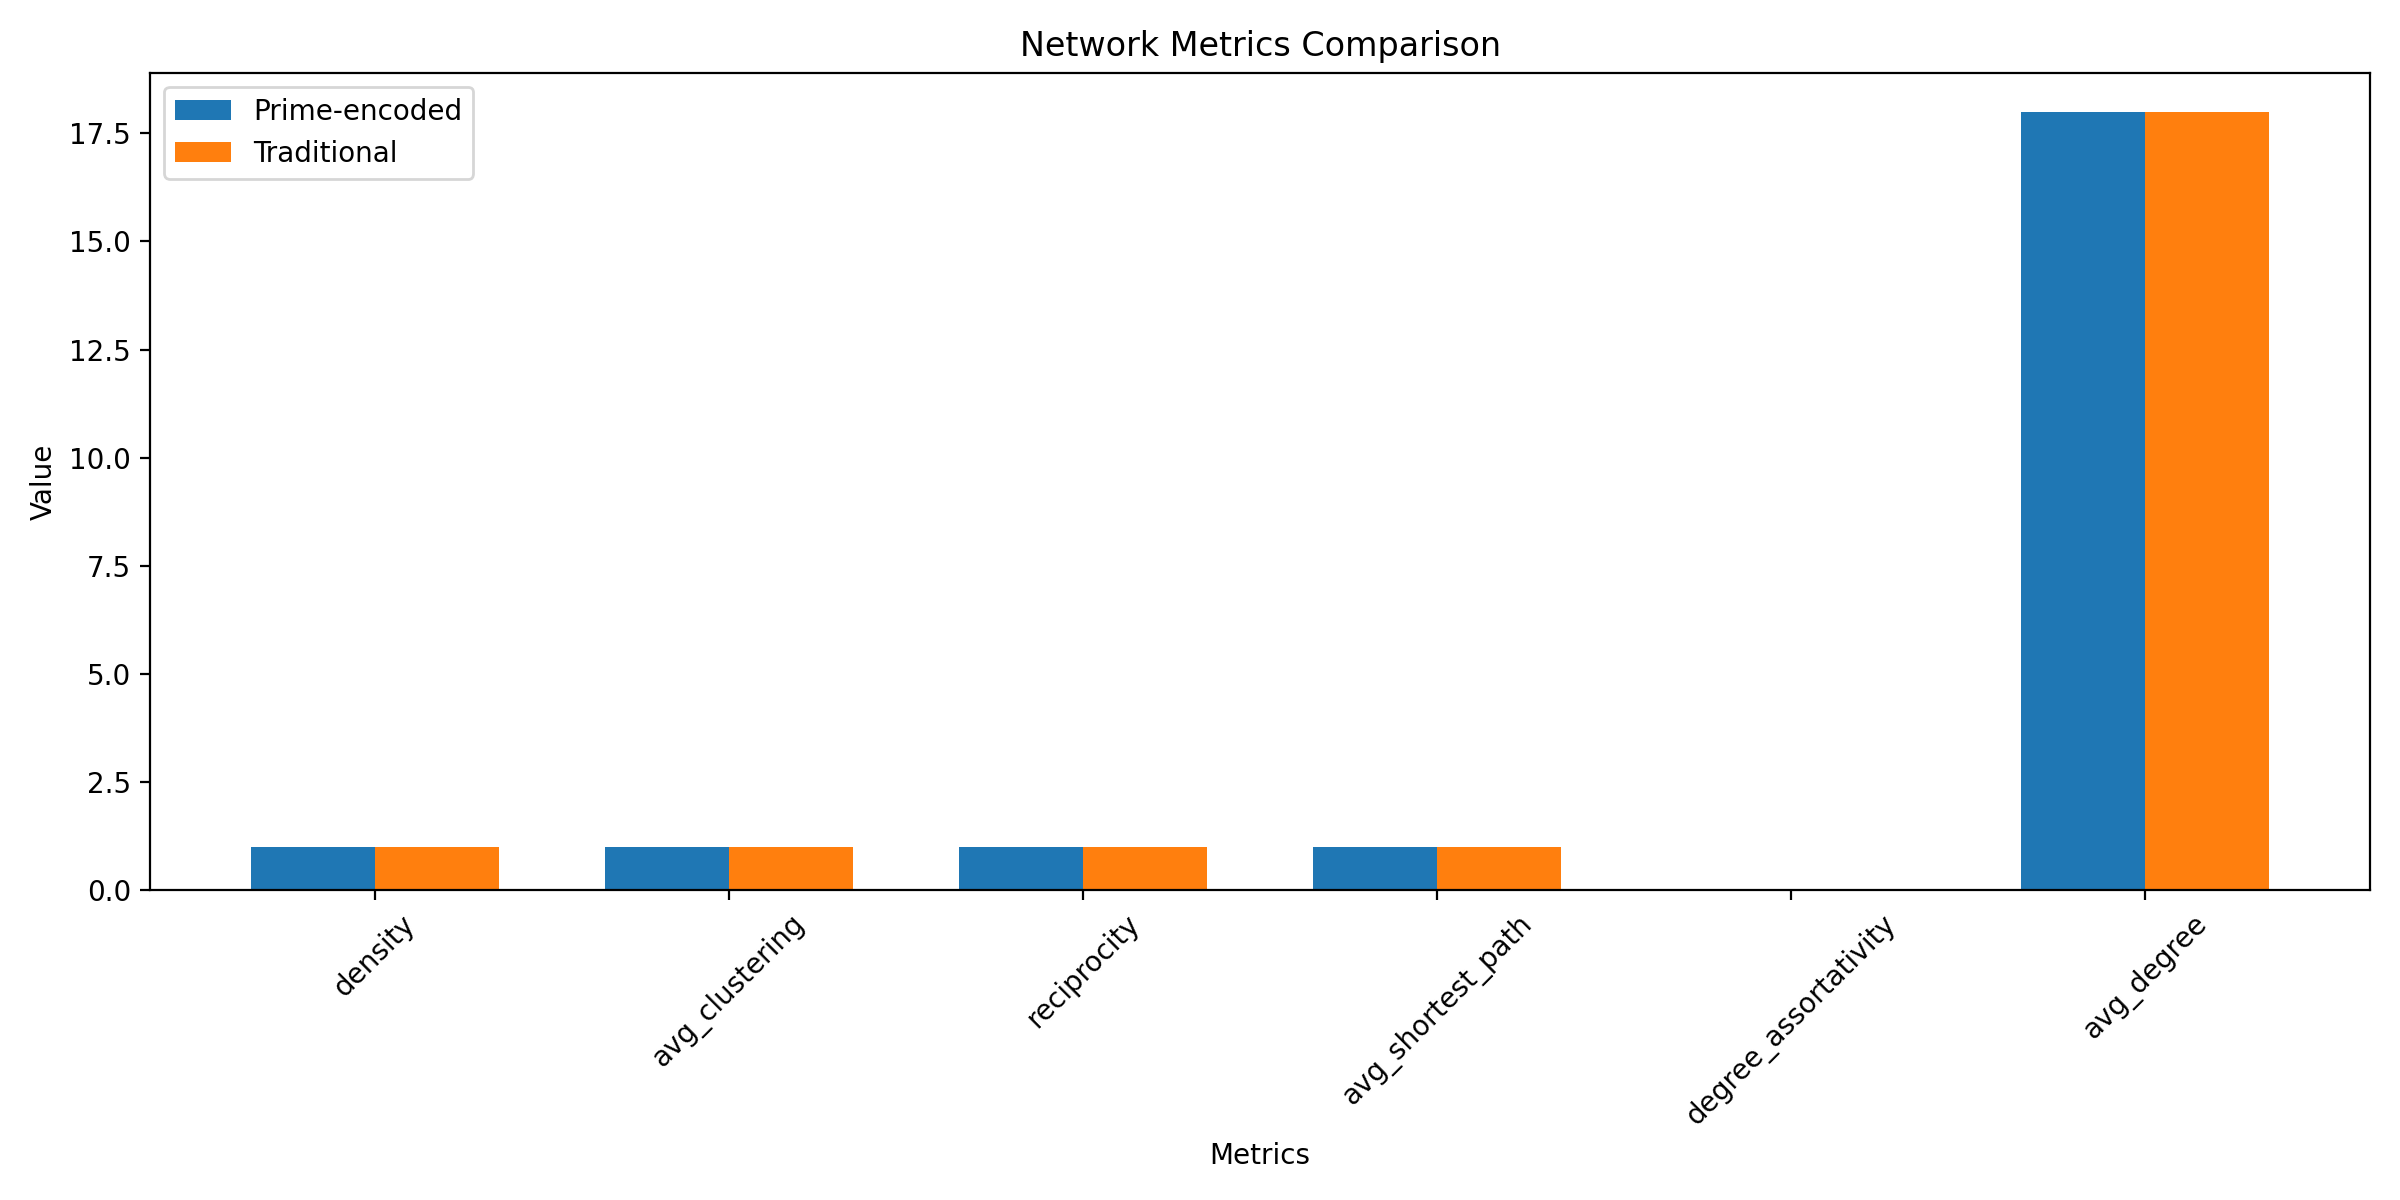 Network Metrics Comparison
Prime-encoded
Traditional
17.5
15.0
12.5
10.0
7.5
5.0
2.5
0.0
Value
density
avg_clustering
reciprocity
avg_shortest_path
degree_assortativity
avg_degree
Metrics